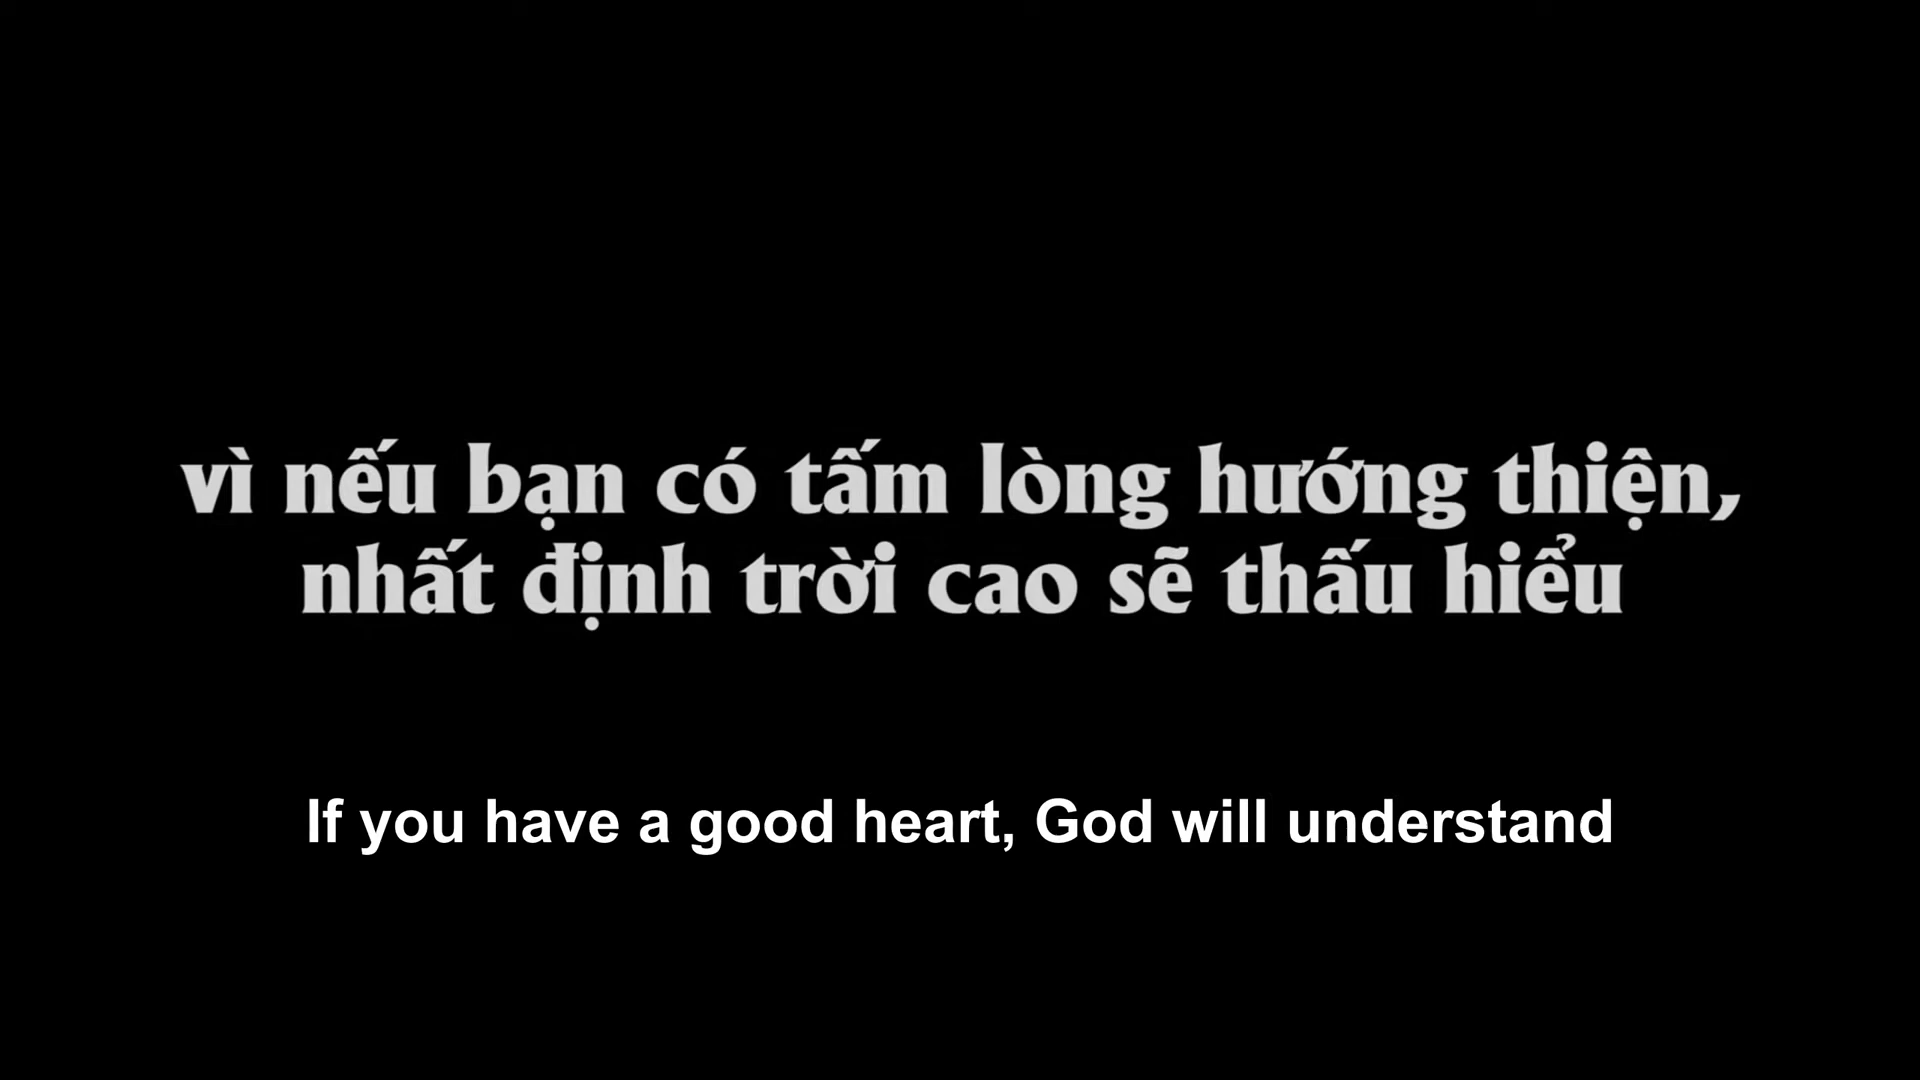 vì nếu bạn có tấm lòng hướng thiện,
nhất định trời cao sẽ thấu hiểu
If you have a good heart, God will understand